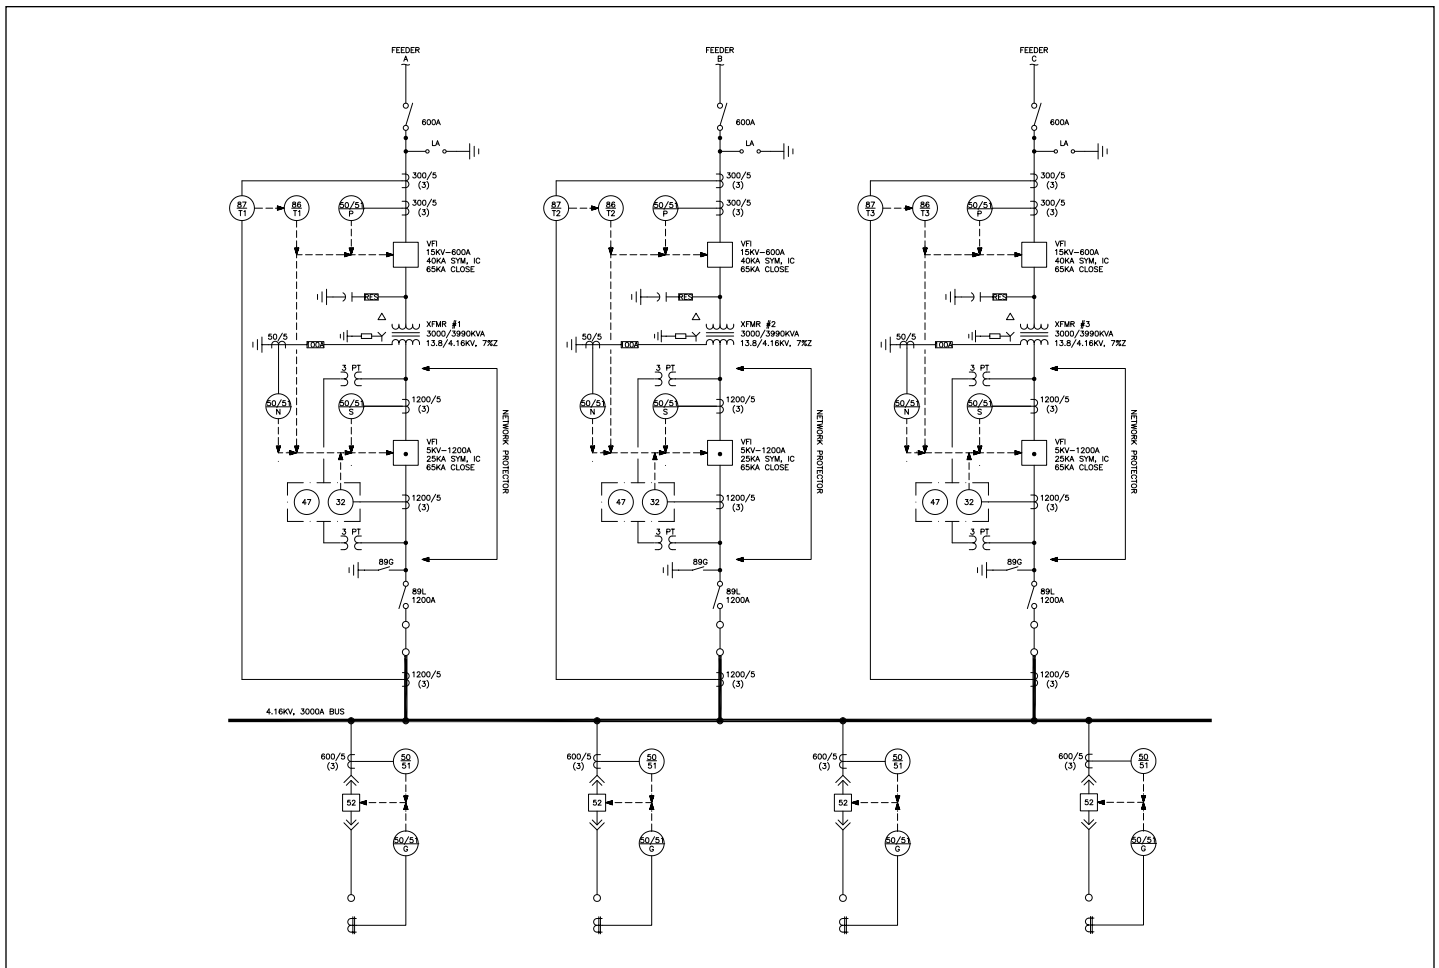 FEEDER
A
600A
LA
300/5
(3)
87
T1
86
T1
50/51
P
300/5
(3)
VFI
15KV-600A
40KA SYM, IC
65KA CLOSE
RES
XFMR #1
3000/3990KVA
13.8/4.16KV, 7%Z
50/5
100A
3 PT
50/51
N
50/51
S
1200/5
(3)
VFI
5KV-1200A
25KA SYM, IC
65KA CLOSE
NETWORK PROTECTOR
47
32
1200/5
(3)
3 PT
89G
89L
1200A
1200/5
(3)
FEEDER
B
600A
LA
300/5
(3)
87
T2
86
T2
50/51
P
300/5
(3)
VFI
15KV-600A
40KA SYM, IC
65KA CLOSE
RES
XFMR #2
3000/3990KVA
13.8/4.16KV, 7%Z
50/5
100A
3 PT
50/51
N
50/51
S
1200/5
(3)
VFI
5KV-1200A
25KA SYM, IC
65KA CLOSE
NETWORK PROTECTOR
47
32
1200/5
(3)
3 PT
89G
89L
1200A
1200/5
(3)
FEEDER
C
600A
LA
300/5
(3)
87
T3
86
T3
50/51
P
300/5
(3)
VFI
15KV-600A
40KA SYM, IC
65KA CLOSE
RES
XFMR #3
3000/3990KVA
13.8/4.16KV, 7%Z
50/5
100A
3 PT
50/51
N
50/51
S
1200/5
(3)
VFI
5KV-1200A
25KA SYM, IC
65KA CLOSE
NETWORK PROTECTOR
47
32
1200/5
(3)
3 PT
89G
89L
1200A
1200/5
(3)
4.16KV, 3000A BUS
600/5
(3)
50
51
52
50/51
G
600/5
(3)
50
51
52
50/51
G
600/5
(3)
50
51
52
50/51
G
600/5
(3)
50
51
52
50/51
G